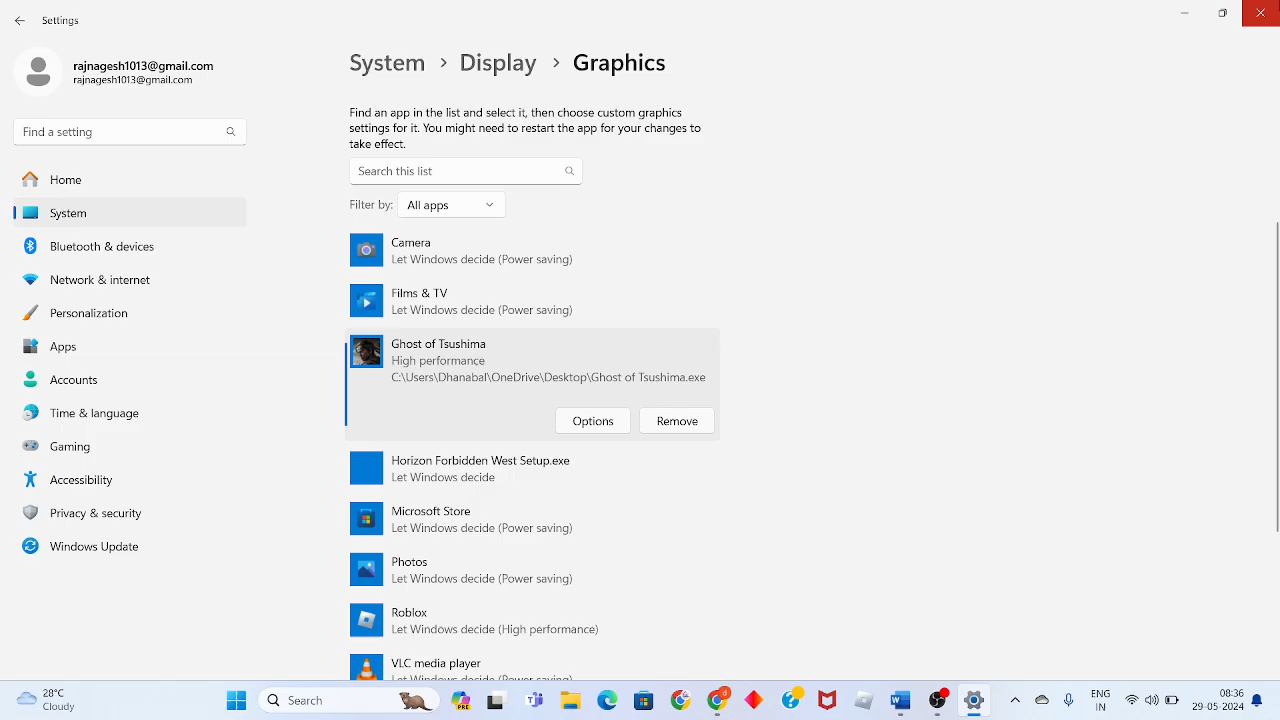 Settings
rajnagesh1013@gmail.com
rajnagesh1013@gmail.com
Find a setting
Home
System
Bluetooth & devices
Network & internet
Personalization
Apps
Accounts
Time & language
Gaming
Accessibility
Privacy & security
Windows Update
System > Display > Graphics
Find an app in the list and select it, then choose custom graphics
settings for it. You might need to restart the app for your changes to
take effect.
Search this list
Filter by: All apps
Camera
Let Windows decide (Power saving)
Films & TV
Let Windows decide (Power saving)
Ghost of Tsushima
High performance
C:\Users\Dhanabal\OneDrive\Desktop\Ghost of Tsushima.exe
Options Remove
Horizon Forbidden West Setup.exe
Let Windows decide
Microsoft Store
Let Windows decide (Power saving)
Photos
Let Windows decide (Power saving)
Roblox
Let Windows decide (High performance)
VLC media player
28°C
Cloudy
Search
ENG
IN
00:36
29-05-2024